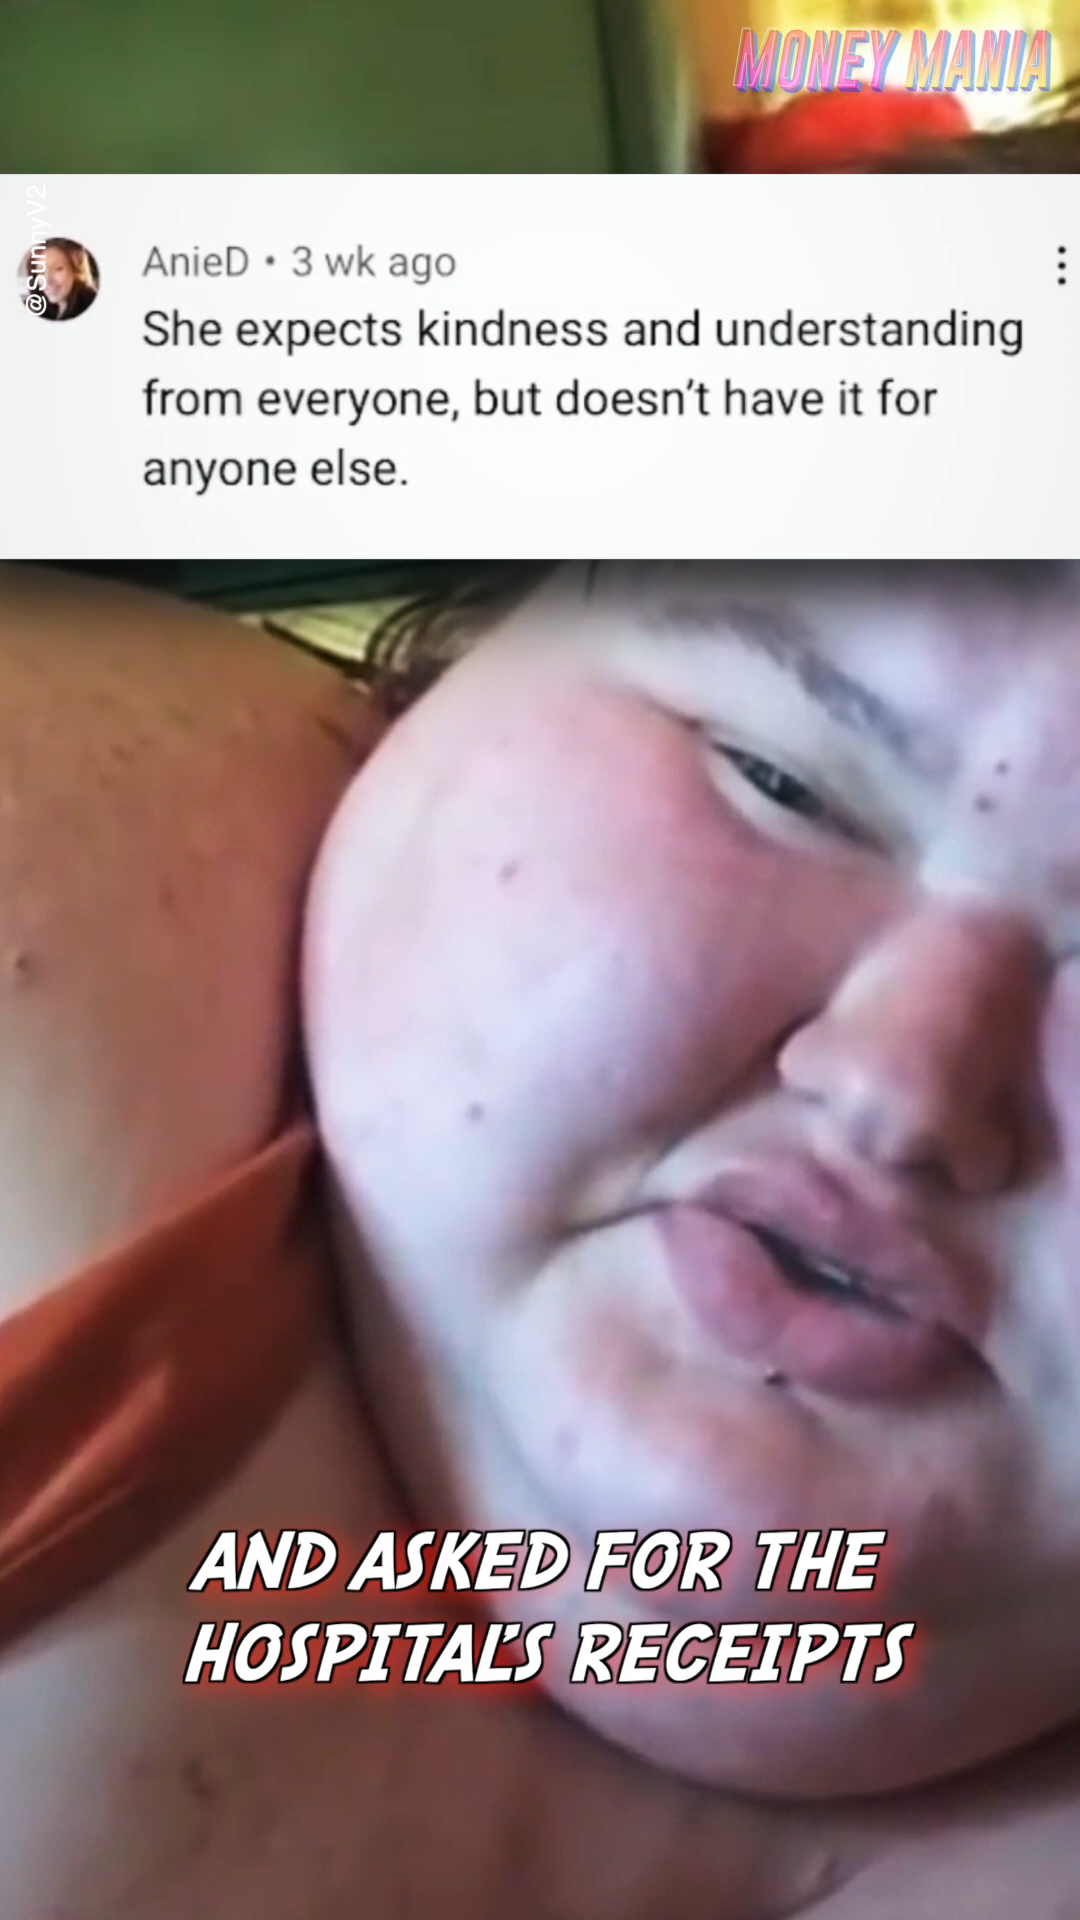 MONEY MANIA
@SunnyV2
AnieD • 3 wk ago
She expects kindness and understanding
from everyone, but doesn’t have it for
anyone else.
AND ASKED FOR THE
HOSPITAL'S RECEIPTS